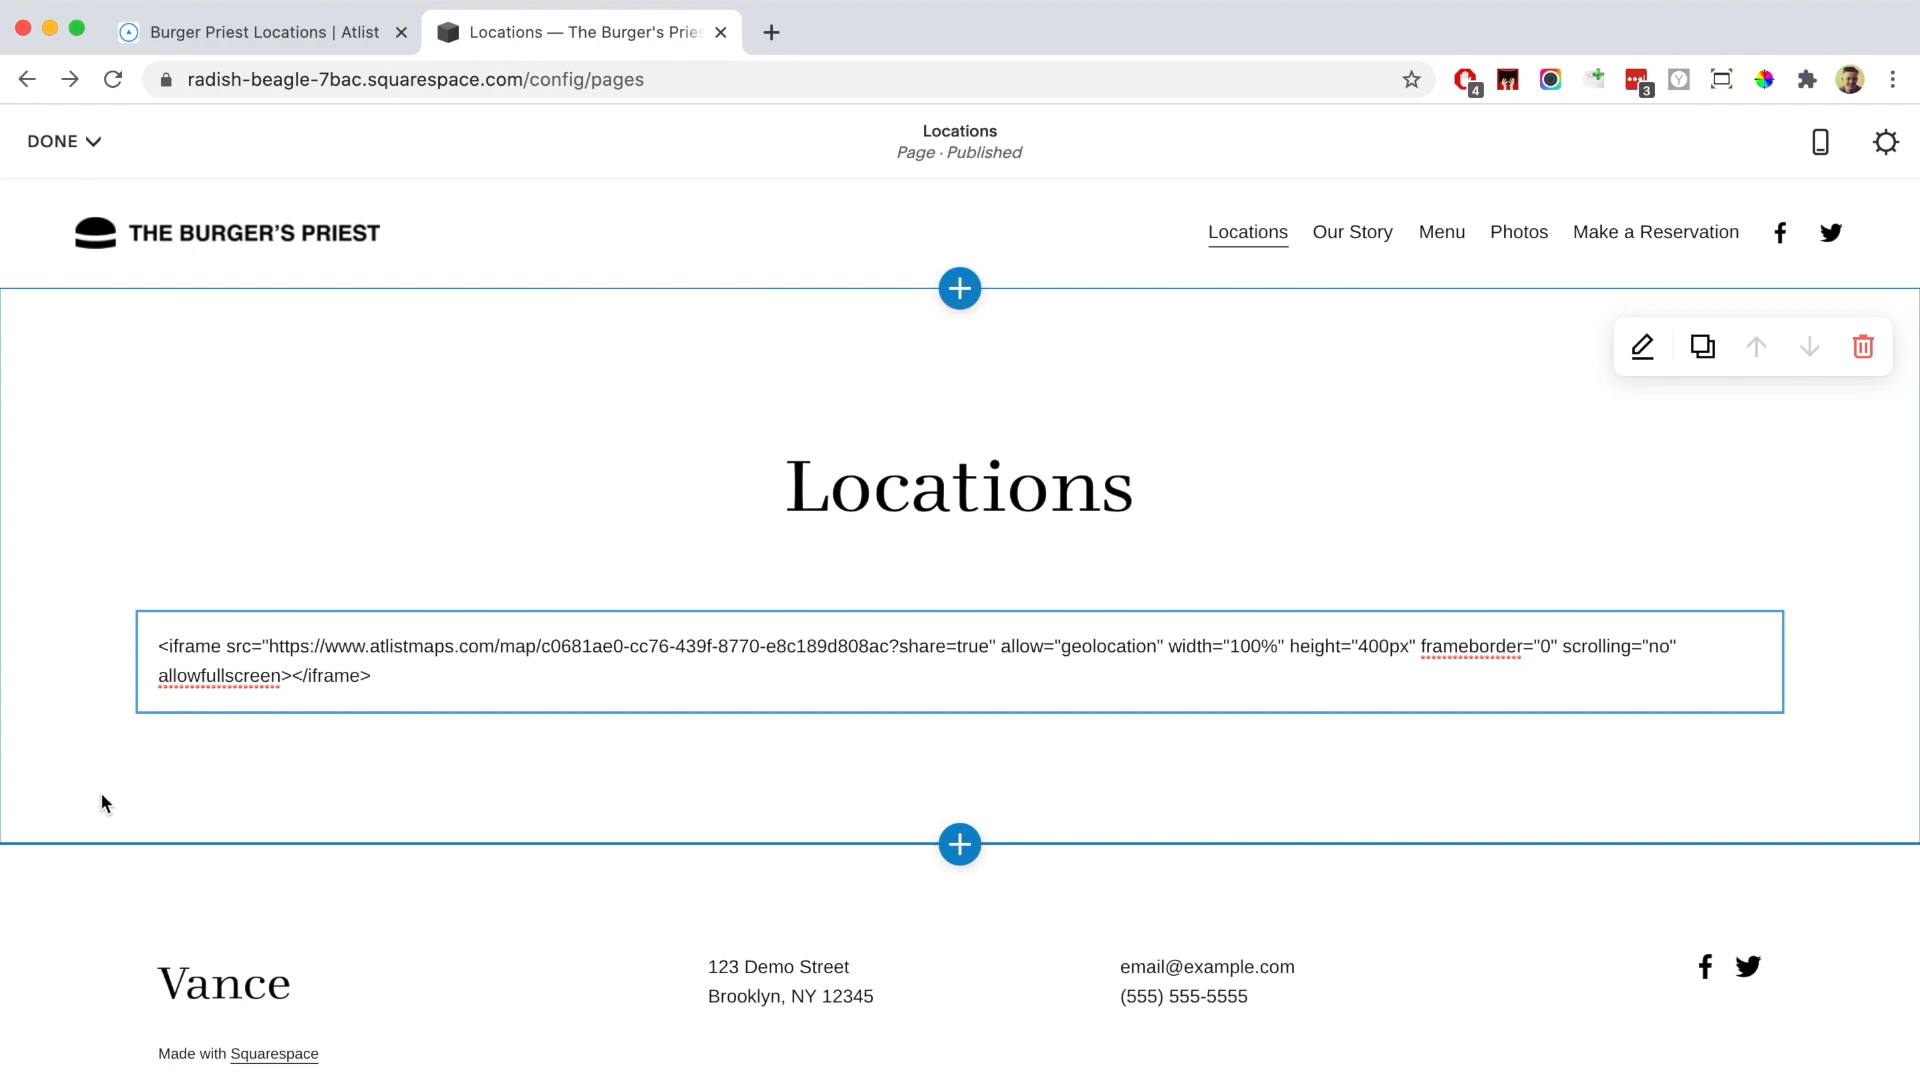 Burger Priest Locations | Atlist
Locations — The Burger's Pries
radish-beagle-7bac.squarespace.com/config/pages
4
3
Y
DONE
Locations
Page · Published
THE BURGER'S PRIEST
Locations
Our Story
Menu
Photos
Make a Reservation
Locations
<iframe src="https://www.atlistmaps.com/map/c0681ae0-cc76-439f-8770-e8c189d808ac?share=true" allow="geolocation" width="100%" height="400px" frameborder="0" scrolling="no"
allowfullscreen></iframe>
Vance
123 Demo Street
Brooklyn, NY 12345
email@example.com
(555) 555-5555
Made with Squarespace